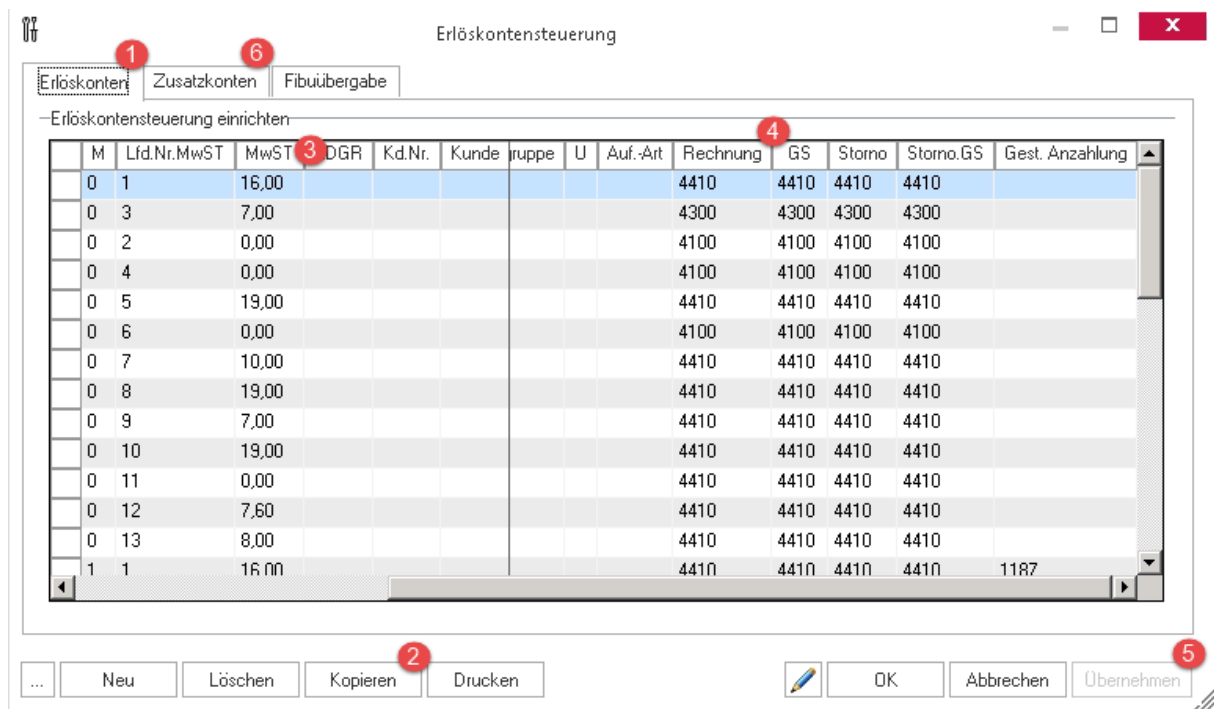 Erlöskontensteuerung
x
1 6
Erlöskonten Zusatzkonten Fibuübergabe
Erlöskontensteuerung einrichten
M Lfd.Nr.MwST MwST 3 DGR Kd.Nr. Kunde ruppe U Auf.-Art Rechnung 4 GS Storno Storno.GS Gest. Anzahlung
0 1 16,00 4410 4410 4410 4410
0 3 7,00 4300 4300 4300 4300
0 2 0,00 4100 4100 4100 4100
0 4 0,00 4100 4100 4100 4100
0 5 19,00 4410 4410 4410 4410
0 6 0,00 4100 4100 4100 4100
0 7 10,00 4410 4410 4410 4410
0 8 19,00 4410 4410 4410 4410
0 9 7,00 4410 4410 4410 4410
0 10 19,00 4410 4410 4410 4410
0 11 0,00 4410 4410 4410 4410
0 12 7,60 4410 4410 4410 4410
0 13 8,00 4410 4410 4410 4410
1 1 16,00 4410 4410 4410 4410 1187
2 5
... Neu Löschen Kopieren Drucken OK Abbrechen Übernehmen